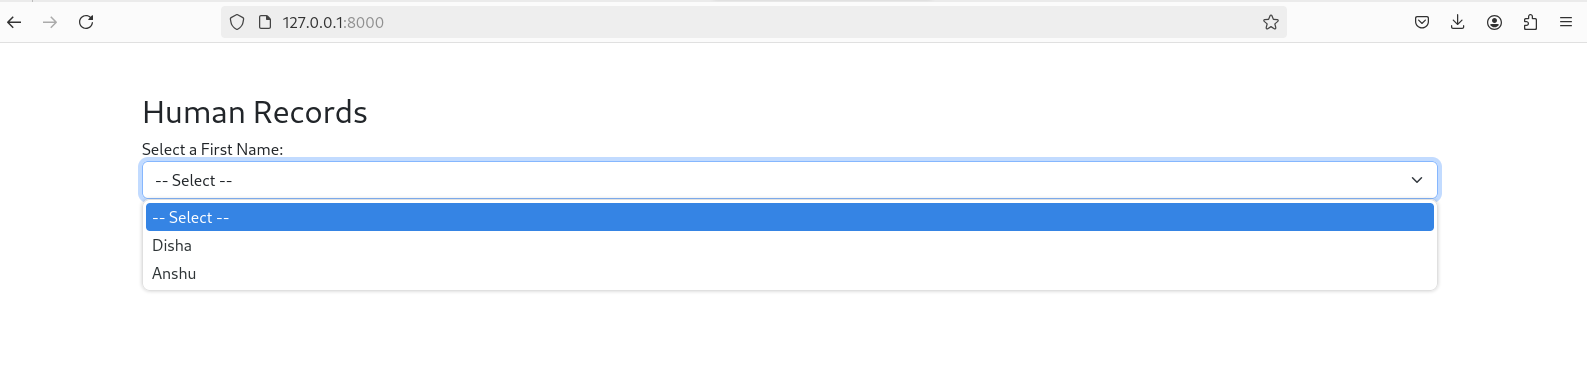 127.0.0.1:8000
Human Records
Select a First Name:
-- Select --
-- Select --
Disha
Anshu